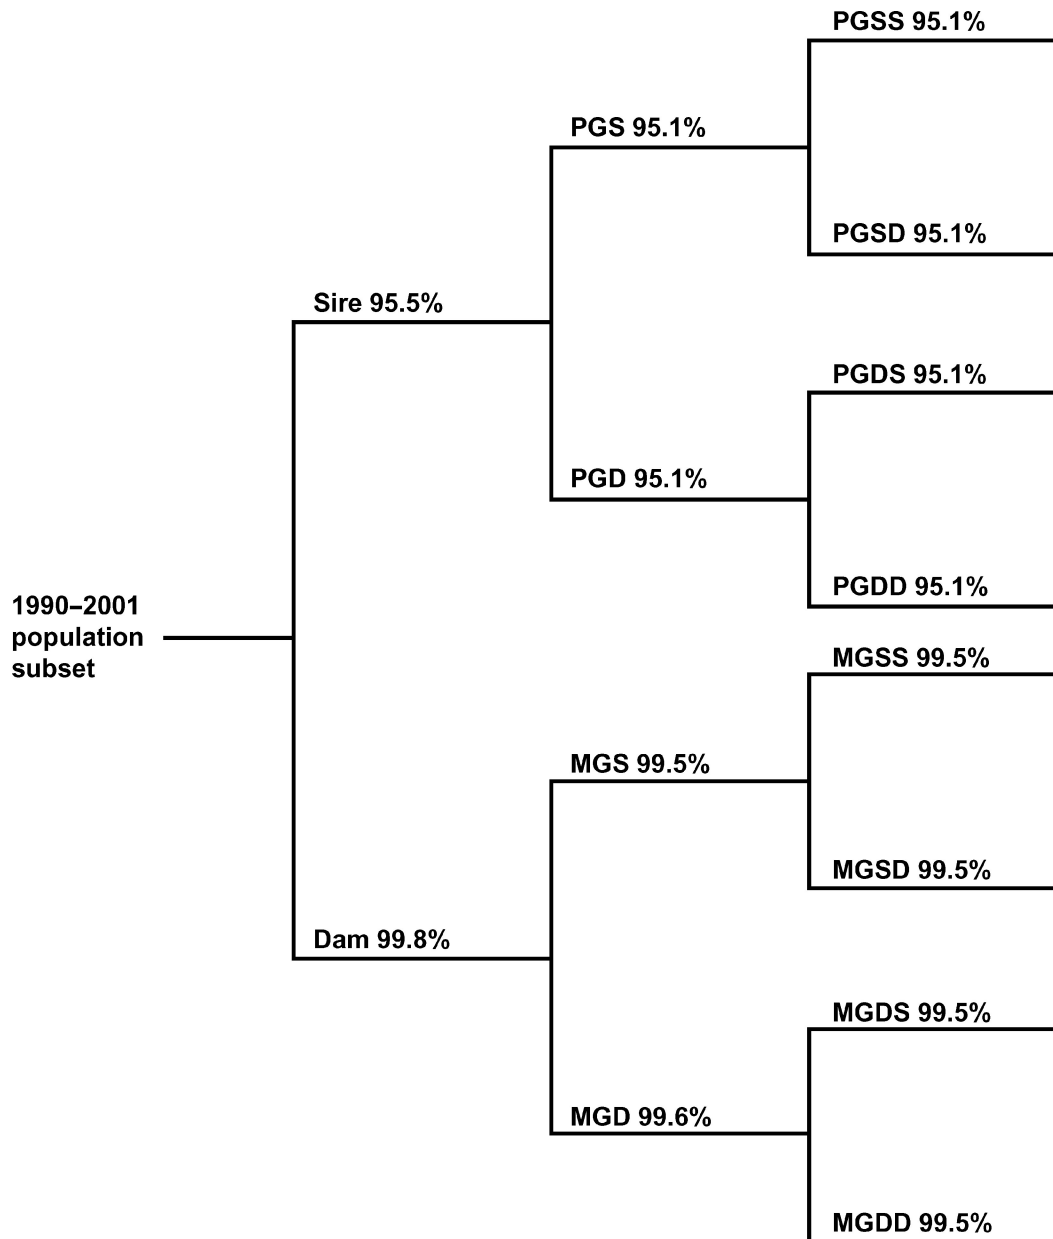 PGSS 95.1%
PGS 95.1%
PGSD 95.1%
Sire 95.5%
PGDS 95.1%
PGD 95.1%
PGDD 95.1%
1990–2001
population
subset
MGSS 99.5%
MGS 99.5%
MGSD 99.5%
Dam 99.8%
MGDS 99.5%
MGD 99.6%
MGDD 99.5%